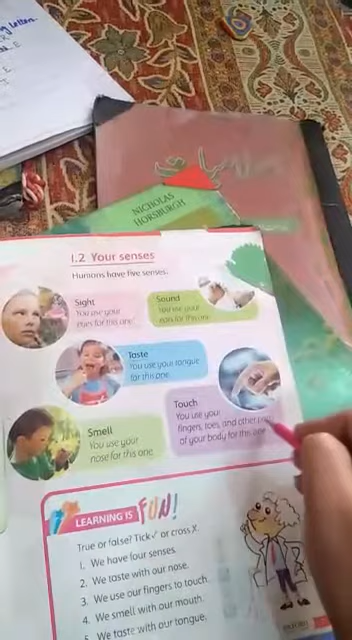 NICHOLAS
HORSBURGH
1.2 Your senses
Humans have five senses.
Sight
You use your
eyes for this one.
Sound
You use your
ears for this one.
Taste
You use your tongue
for this one.
Touch
You use your
fingers, toes, and other
of your body for this one.
Smell
You use your
nose for this one.
LEARNING IS FUN!
True or false? Tick ✓ or cross X.
1. We have four senses.
2. We taste with our nose.
3. We use our fingers to touch.
4. We smell with our mouth.
5. We taste with our tongue.
OXFORD